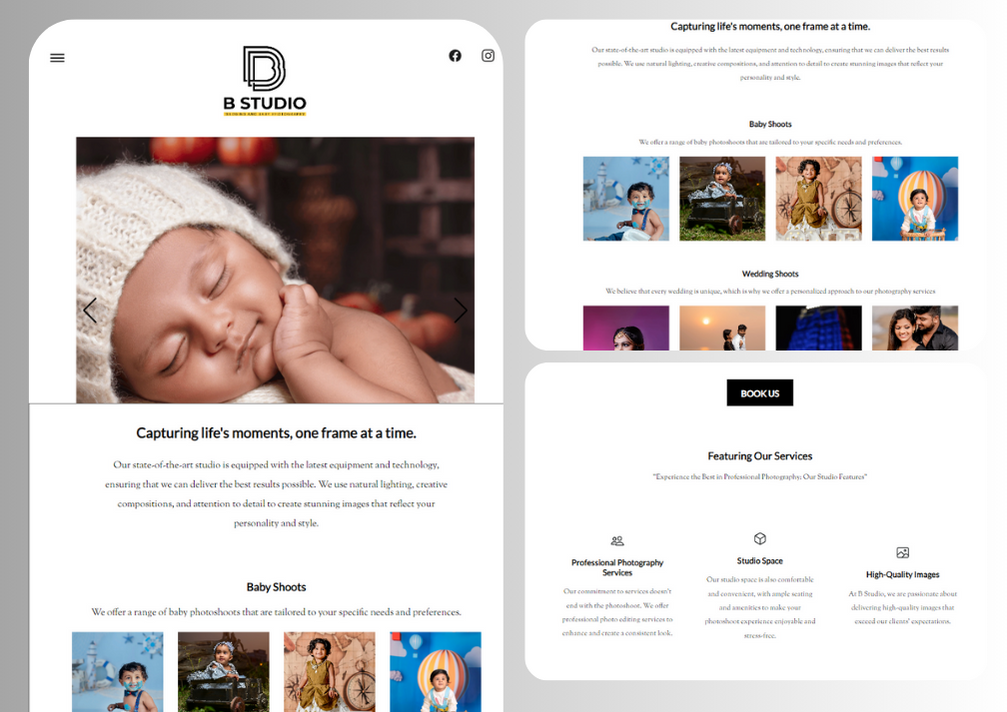 B STUDIO
Capturing life's moments, one frame at a time.
Our state-of-the-art studio is equipped with the latest equipment and technology,
ensuring that we can deliver the best results possible. We use natural lighting, creative
compositions, and attention to detail to create stunning images that reflect your
personality and style.
Baby Shoots
We offer a range of baby photoshoots that are tailored to your specific needs and preferences.
Capturing life's moments, one frame at a time.
Our state-of-the-art studio is equipped with the latest equipment and technology, ensuring that we can deliver the best results
possible. We use natural lighting, creative compositions, and attention to detail to create stunning images that reflect your
personality and style.
Baby Shoots
We offer a range of baby photoshoots that are tailored to your specific needs and preferences.
Wedding Shoots
We believe that every wedding is unique, which is why we offer a personalized approach to our photography services
BOOK US
Featuring Our Services
"Experience the Best in Professional Photography: Our Studio Features"
Professional Photography
Services
Our commitment to services doesn't
end with the photoshoot. We offer
professional photo editing services to
enhance and create a consistent look.
Studio Space
Our studio space is also comfortable
and convenient, with ample seating
and amenities to make your
photoshoot experience enjoyable and
stress-free.
High-Quality Images
At B Studio, we are passionate about
delivering high-quality images that
exceed our clients' expectations.